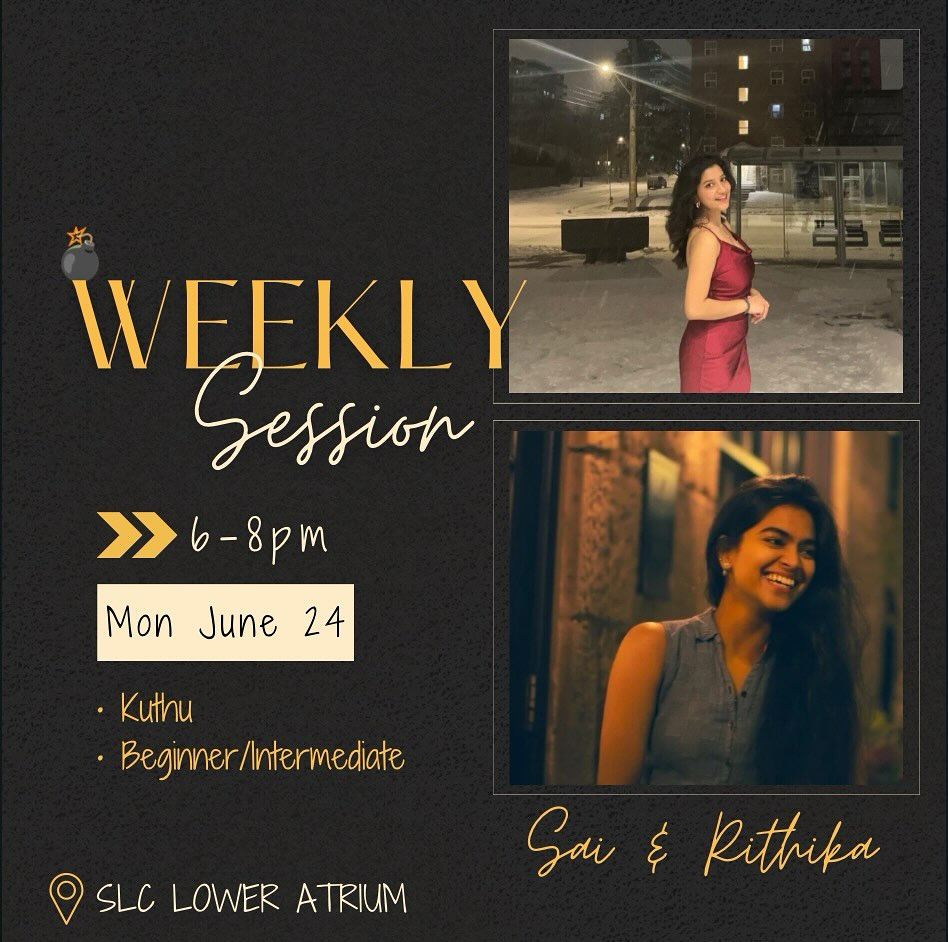 WEEKLY
Session
6-8pm
Mon June 24
• Kuthu
• Beginner/Intermediate
Sai & Rithika
SLC LOWER ATRIUM